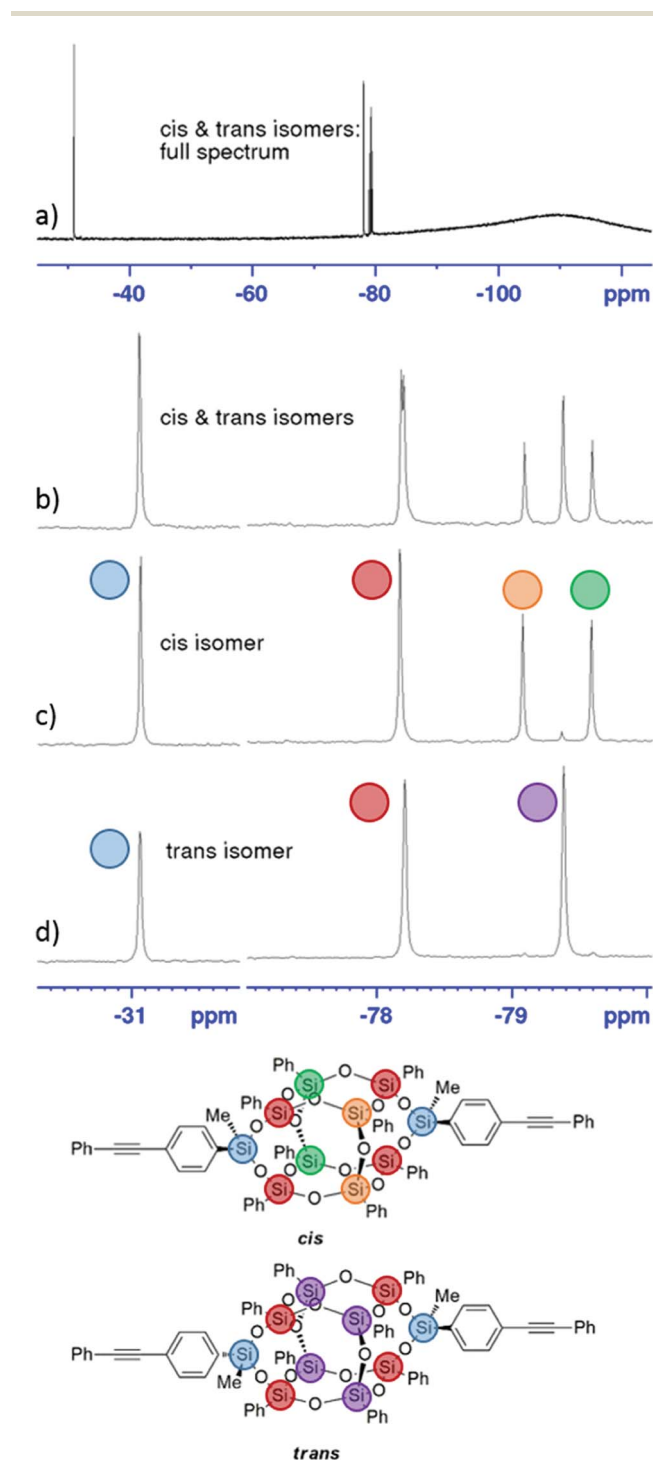 cis & trans isomers:
full spectrum
a)
-40 -60 -80 -100 ppm
cis & trans isomers
b)
cis isomer
c)
trans isomer
d)
-31 ppm -78 -79 ppm
Ph O Ph
Si Si Me
Ph O O O O
Me Si Si Si Ph
O O Ph O
Ph Si Ph O
O Si Si O Ph
O O O
Si O Si
Ph Ph
cis
Ph O Ph
Si Si Me
Ph O O O O
Si Si Si Ph
O O Ph O
Ph Si Ph O
Me O Si Si O Ph
O O O
Si O Si
Ph Ph
trans